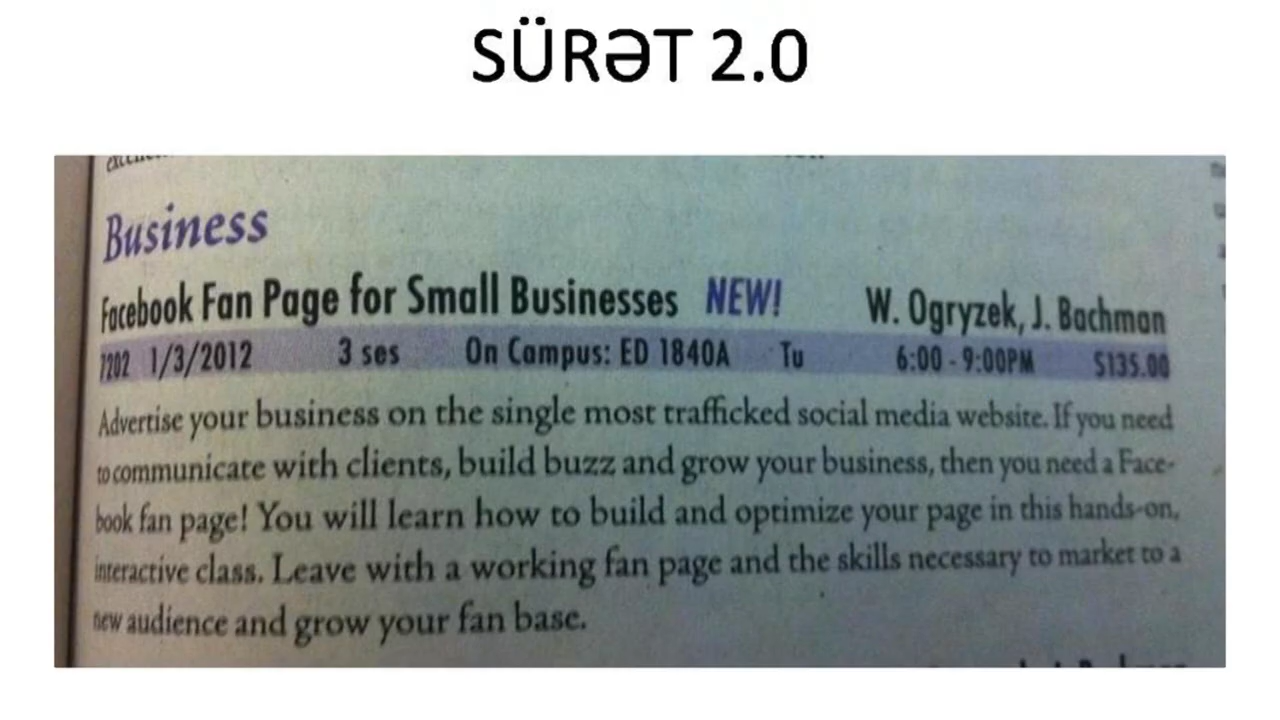 SÜRƏT 2.0
Business
Facebook Fan Page for Small Businesses NEW! W. Ogryzek, J. Bachman
7202 1/3/2012 3 ses On Campus: ED 1840A Tu 6:00 - 9:00PM $135.00
Advertise your business on the single most trafficked social media website. If you need
to communicate with clients, build buzz and grow your business, then you need a Face-
book fan page! You will learn how to build and optimize your page in this hands-on,
interactive class. Leave with a working fan page and the skills necessary to market to a
new audience and grow your fan base.